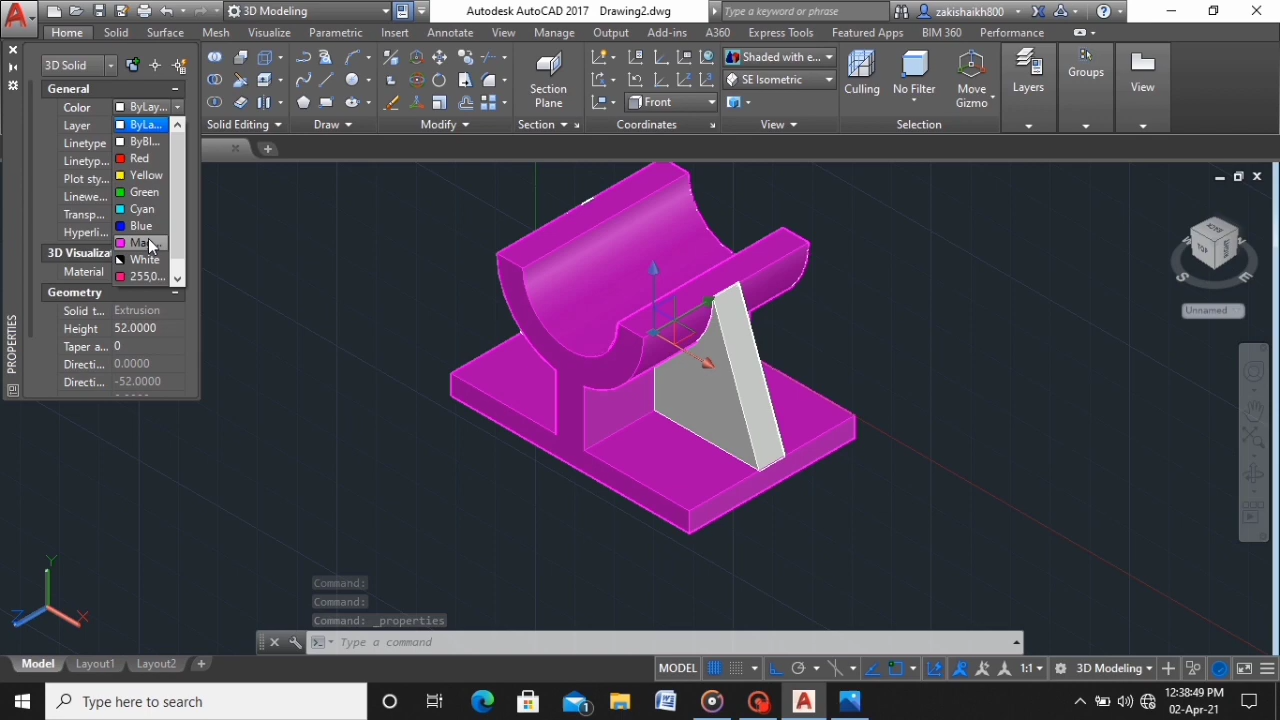 3D Modeling
Autodesk AutoCAD 2017 Drawing2.dwg
Type a keyword or phrase
zakishaikh800
Home Solid Surface Mesh Visualize Parametric Insert Annotate View Manage Output Add-ins A360 Express Tools Featured Apps BIM 360 Performance
3D Solid
Section Plane
Shaded with e...
SE Isometric
Front
Culling
No Filter
Move Gizmo
Layers
Groups
View
Solid Editing
Draw
Modify
Section
Coordinates
View
Selection
General
Color ByLay...
Layer ByLa...
Linetype ByBl...
Linetyp... Red
Plot sty... Yellow
Linewe... Green
Transp... Cyan
Hyperli... Blue
3D Visualizat
White
Material 255,0...
Geometry
Solid t... Extrusion
Height 52.0000
Taper a... 0
Directi... 0.0000
Directi... -52.0000
PROPERTIES
TOP
S
E
Unnamed
Y
X
Z
Command:
Command:
Command: _properties
Type a command
Model Layout1 Layout2
MODEL
1:1
3D Modeling
Type here to search
1
12:38:49 PM
02-Apr-21